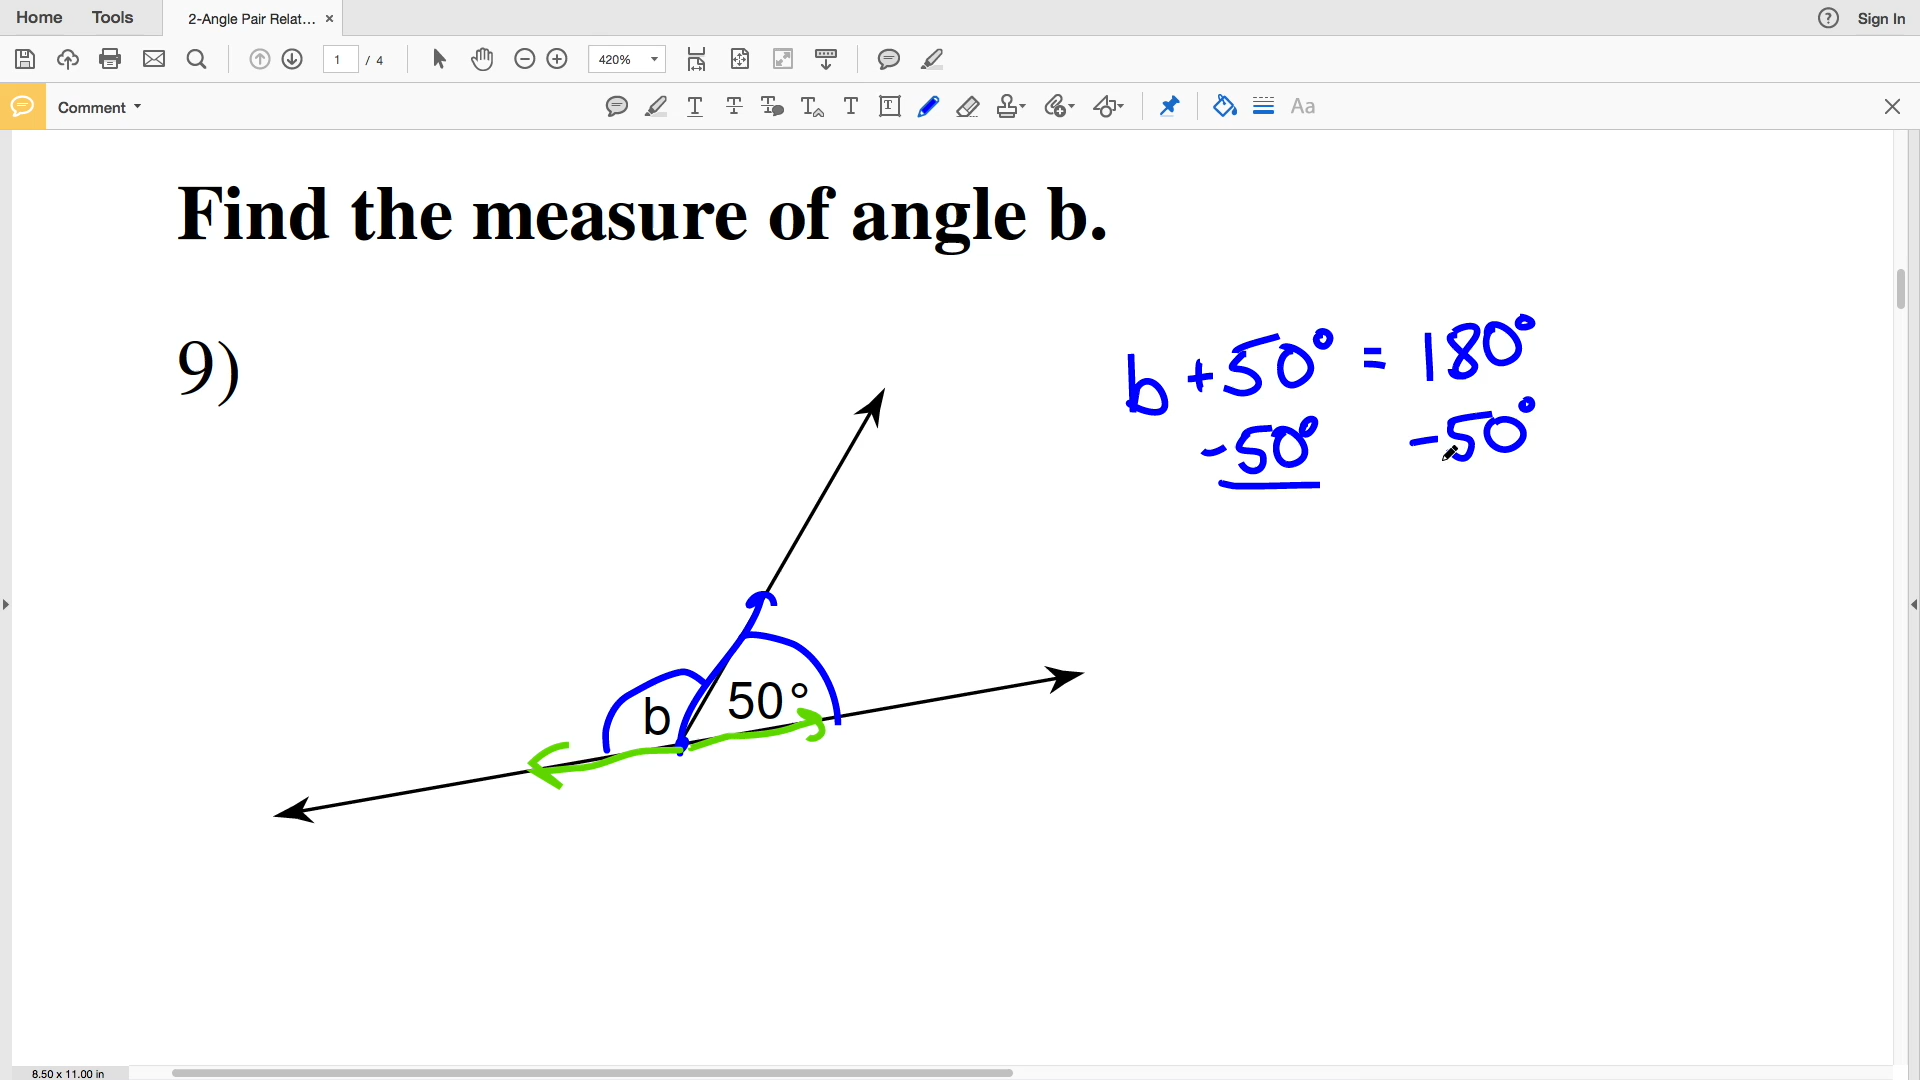 Home Tools 2-Angle Pair Relat... × ? Sign In
1 / 4 420%
Comment T T T T T T Aa
Find the measure of angle b.
9)
b + 50° = 180°
-50° -50°
b 50°
8.50 x 11.00 in